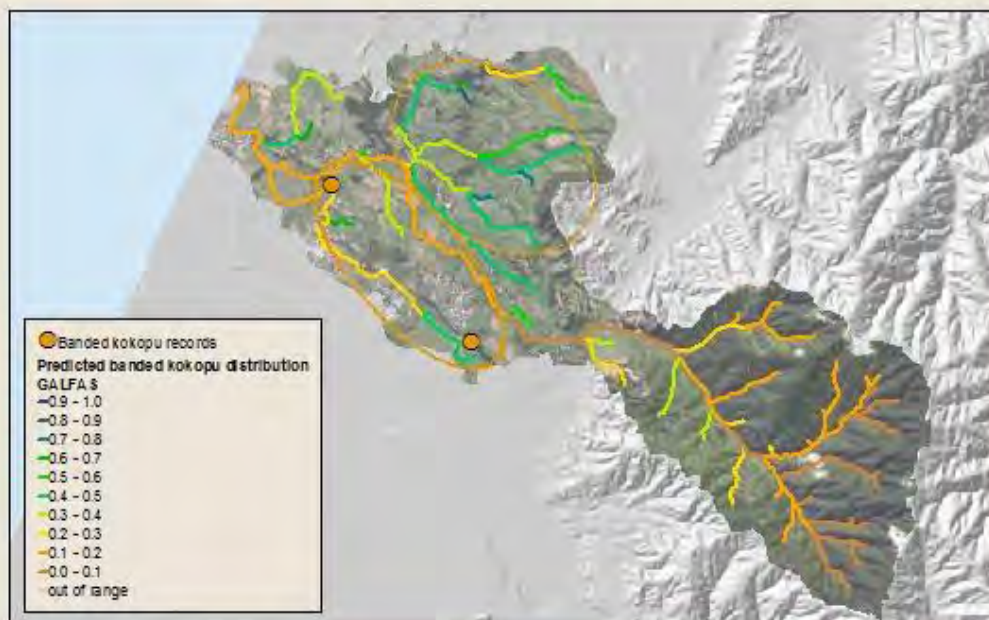 Banded kokopu records
Predicted banded kokopu distribution
GALFAS
0.9 - 1.0
0.8 - 0.9
0.7 - 0.8
0.6 - 0.7
0.5 - 0.6
0.4 - 0.5
0.3 - 0.4
0.2 - 0.3
0.1 - 0.2
0.0 - 0.1
out of range